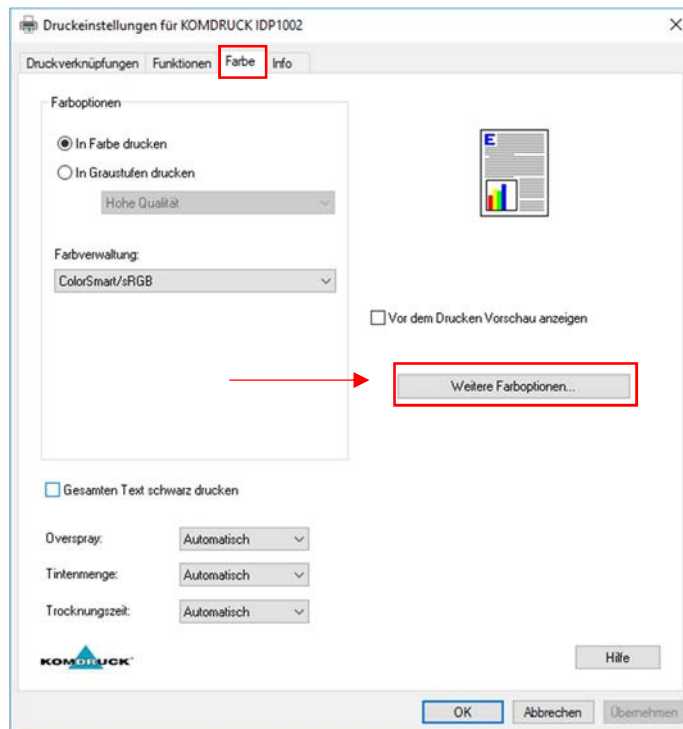 Druckeinstellungen für KOMDRUCK IDP1002
Druckverknüpfungen Funktionen Farbe Info
Farboptionen
In Farbe drucken
In Graustufen drucken
Hohe Qualität
Farbverwaltung:
ColorSmart/sRGB
E
Vor dem Drucken Vorschau anzeigen
Weitere Farboptionen...
Gesamten Text schwarz drucken
Overspray: Automatisch
Tintenmenge: Automatisch
Trocknungszeit: Automatisch
KOMDRUCK
Hilfe
OK Abbrechen Übernehmen